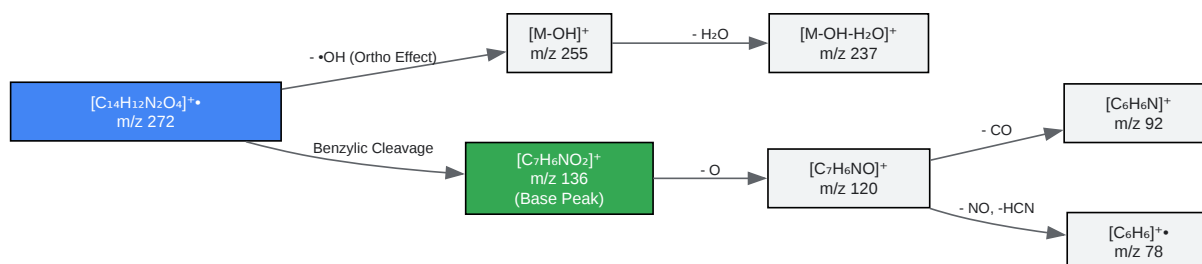 [M-OH]⁺
m/z 255
- H₂O
[M-OH-H₂O]⁺
m/z 237
- •OH (Ortho Effect)
[C₁₄H₁₂N₂O₄]⁺•
m/z 272
Benzylic Cleavage
[C₇H₆NO₂]⁺
m/z 136
(Base Peak)
- O
[C₇H₆NO]⁺
m/z 120
- CO
[C₆H₆N]⁺
m/z 92
- NO, -HCN
[C₆H₆]⁺•
m/z 78